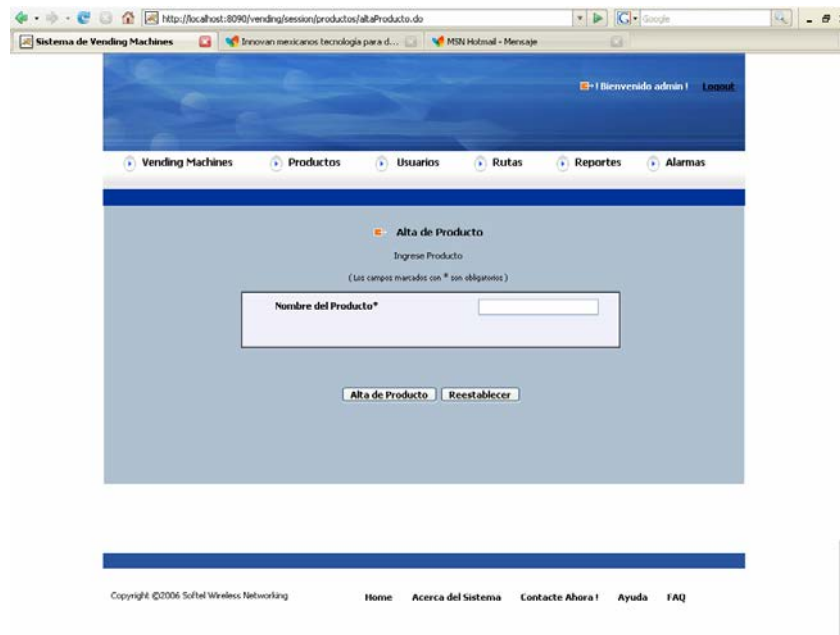 http://localhost:8090/vending/session/productos/altaProducto.do
Google
Sistema de Vending Machines
Innovan mexicanos tecnología para d...
MSN Hotmail - Mensaje
! Bienvenido admin !
Logout
Vending Machines
Productos
Usuarios
Rutas
Reportes
Alarmas
Alta de Producto
Ingrese Producto
( Los campos marcados con * son obligatorios )
Nombre del Producto*
Alta de Producto
Reestablecer
Copyright ©2006 Softel Wireless Networking
Home
Acerca del Sistema
Contacte Ahora !
Ayuda
FAQ